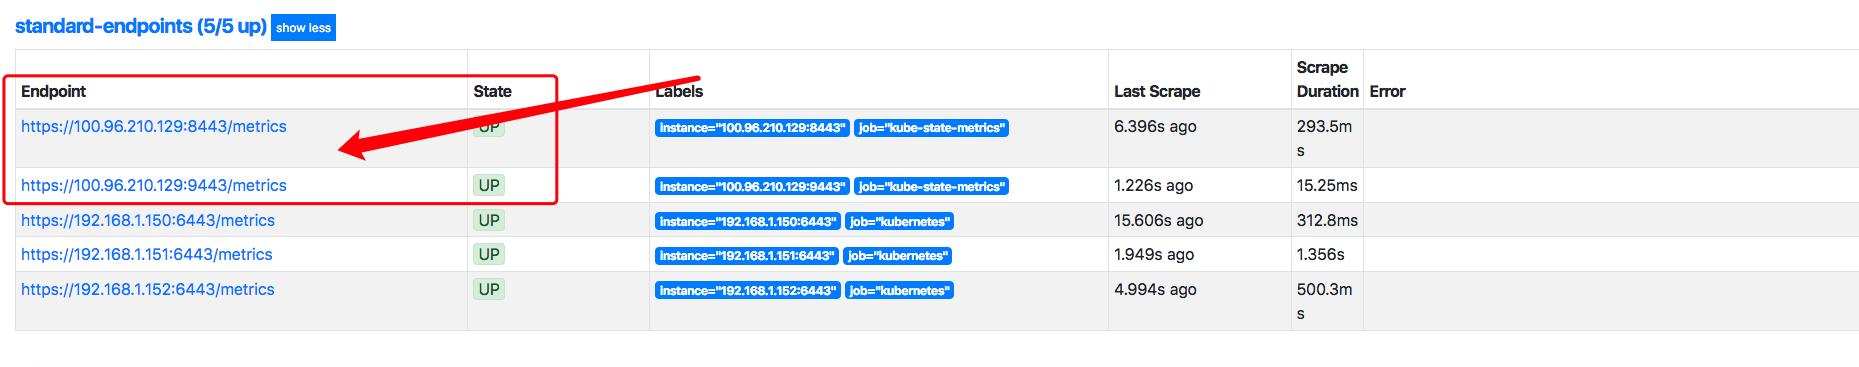 standard-endpoints (5/5 up) show less
Endpoint State Labels Last Scrape Scrape Duration Error
https://100.96.210.129:8443/metrics UP instance="100.96.210.129:8443" job="kube-state-metrics" 6.396s ago 293.5ms
https://100.96.210.129:9443/metrics UP instance="100.96.210.129:9443" job="kube-state-metrics" 1.226s ago 15.25ms
https://192.168.1.150:6443/metrics UP instance="192.168.1.150:6443" job="kubernetes" 15.606s ago 312.8ms
https://192.168.1.151:6443/metrics UP instance="192.168.1.151:6443" job="kubernetes" 1.949s ago 1.356s
https://192.168.1.152:6443/metrics UP instance="192.168.1.152:6443" job="kubernetes" 4.994s ago 500.3ms